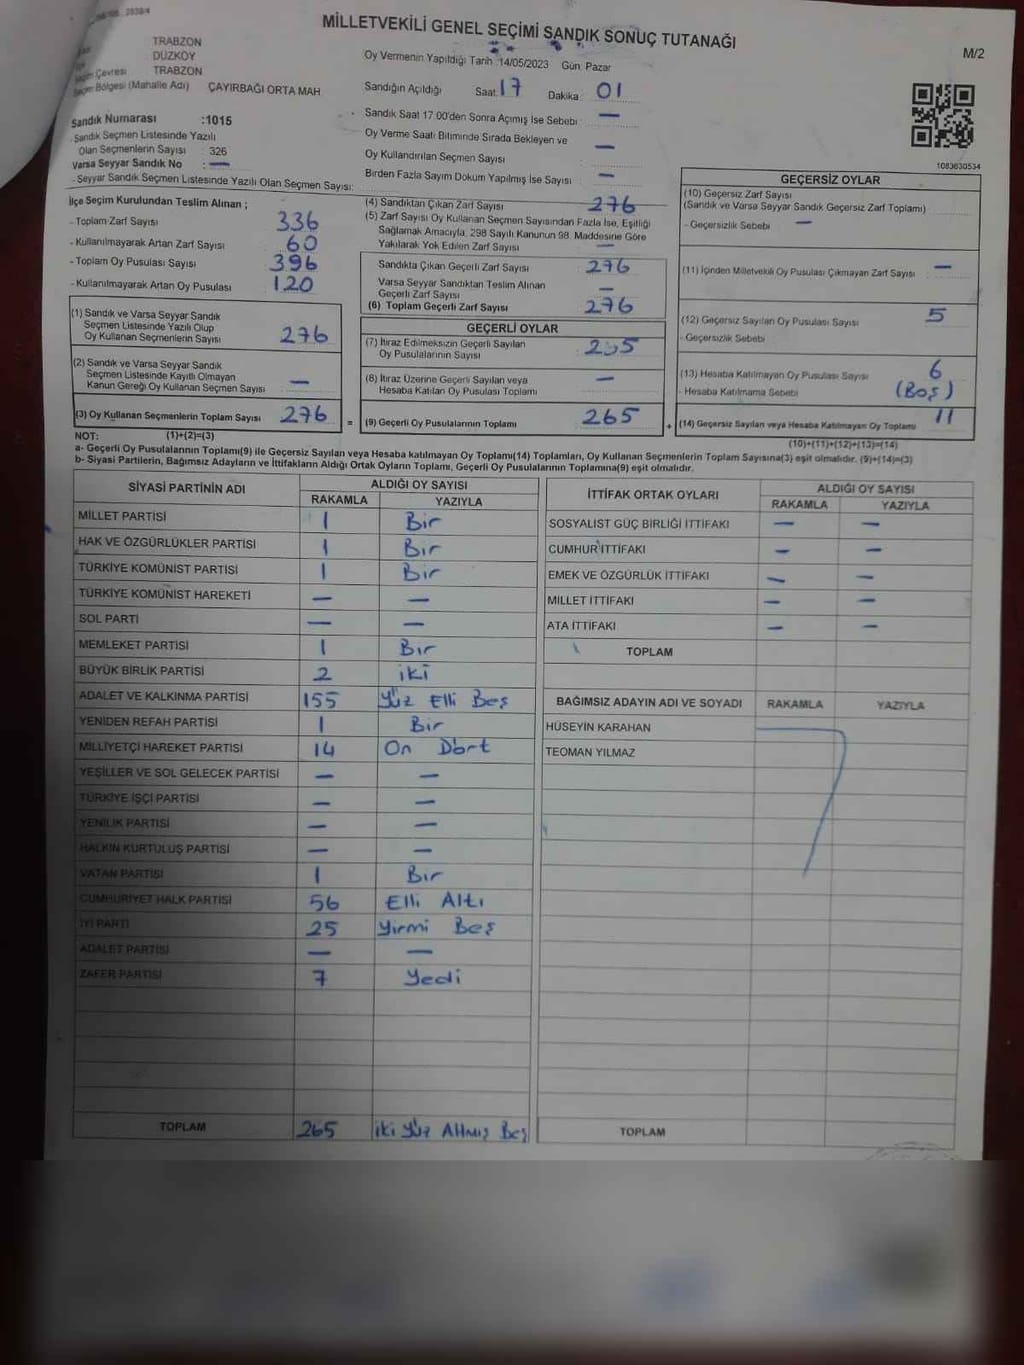 MİLLETVEKİLİ GENEL SEÇİMİ SANDIK SONUÇ TUTANAĞI
M/2
TRABZON
DÜZKÖY
Seçim Çevresi TRABZON
Seçim Bölgesi (Mahalle Adı) ÇAYIRBAĞI ORTA MAH
Oy Vermenin Yapıldığı Tarih :14/05/2023 Gün: Pazar
Sandığın Açıldığı Saat 17 Dakika 01
Sandık Saat 17:00'den Sonra Açımış İse Sebebi : —
Oy Verme Saati Bitiminde Sırada Bekleyen ve
Oy Kullandırılan Seçmen Sayısı : —
Birden Fazla Sayım Döküm Yapılmış İse Sayısı : —
Sandık Numarası :1015
Sandık Seçmen Listesinde Yazılı
Olan Seçmenlerin Sayısı : 326
Varsa Seyyar Sandık No : —
- Seyyar Sandık Seçmen Listesinde Yazılı Olan Seçmen Sayısı:
1083630534
İlçe Seçim Kurulundan Teslim Alınan ;
- Toplam Zarf Sayısı 336
- Kullanılmayarak Artan Zarf Sayısı 60
- Toplam Oy Pusulası Sayısı 396
- Kullanılmayarak Artan Oy Pusulası 120
(1) Sandık ve Varsa Seyyar Sandık
Seçmen Listesinde Yazılı Olup
Oy Kullanan Seçmenlerin Sayısı 276
(2) Sandık ve Varsa Seyyar Sandık
Seçmen Listesinde Kayıtlı Olmayan
Kanun Gereği Oy Kullanan Seçmen Sayısı —
(3) Oy Kullanan Seçmenlerin Toplam Sayısı 276 =
(1)+(2)=(3)
(4) Sandıktan Çıkan Zarf Sayısı 276
(5) Zarf Sayısı Oy Kullanan Seçmen Sayısından Fazla İse, Eşitliği
Sağlamak Amacıyla, 298 Sayılı Kanunun 98. Maddesine Göre
Yakılarak Yok Edilen Zarf Sayısı —
Sandıkta Çıkan Geçerli Zarf Sayısı 276
Varsa Seyyar Sandıktan Teslim Alınan
Geçerli Zarf Sayısı —
(6) Toplam Geçerli Zarf Sayısı 276
GEÇERLİ OYLAR
(7) İtiraz Edilmeksizin Geçerli Sayılan
Oy Pusulalarının Sayısı
(8) İtiraz Üzerine Geçerli Sayılan veya
Hesaba Katılan Oy Pusulaları Toplamı —
(9) Geçerli Oy Pusulalarının Toplamı 265 +
GEÇERSİZ OYLAR
(10) Geçersiz Zarf Sayısı
(Sandık ve Varsa Seyyar Sandık Geçersiz Zarf Toplamı)
- Geçersizlik Sebebi —
(11) İçinden Milletvekili Oy Pusulası Çıkmayan Zarf Sayısı —
(12) Geçersiz Sayılan Oy Pusulası Sayısı 5
- Geçersizlik Sebebi
(13) Hesaba Katılmayan Oy Pusulası Sayısı 6
- Hesaba Katılmama Sebebi (Boş)
(14) Geçersiz Sayılan veya Hesaba Katılmayan Oy Toplamı 11
(10)+(11)+(12)+(13)=(14)
NOT:
a- Geçerli Oy Pusulalarının Toplamı(9) ile Geçersiz Sayılan veya Hesaba katılmayan Oy Toplamı(14) Toplamları, Oy Kullanan Seçmenlerin Toplam Sayısına(3) eşit olmalıdır. (9)+(14)=(3)
b- Siyasi Partilerin, Bağımsız Adayların ve İttifakların Aldığı Ortak Oyların Toplamı, Geçerli Oy Pusulalarının Toplamına(9) eşit olmalıdır.
SİYASİ PARTİNİN ADI ALDIĞI OY SAYISI
RAKAMLA YAZIYLA
MİLLET PARTİSİ 1 Bir
HAK VE ÖZGÜRLÜKLER PARTİSİ 1 Bir
TÜRKİYE KOMÜNİST PARTİSİ 1 Bir
TÜRKİYE KOMÜNİST HAREKETİ — —
SOL PARTİ — —
MEMLEKET PARTİSİ 1 Bir
BÜYÜK BİRLİK PARTİSİ 2 iki
ADALET VE KALKINMA PARTİSİ 155 Yüz Elli Beş
YENİDEN REFAH PARTİSİ 1 Bir
MİLLİYETÇİ HAREKET PARTİSİ 14 On Dört
YEŞİLLER VE SOL GELECEK PARTİSİ — —
TÜRKİYE İŞÇİ PARTİSİ — —
YENİLİK PARTİSİ — —
HALKIN KURTULUŞ PARTİSİ — —
VATAN PARTİSİ 1 Bir
CUMHURİYET HALK PARTİSİ 56 Elli Altı
İYİ PARTİ 25 Yirmi Beş
ADALET PARTİSİ — —
ZAFER PARTİSİ 7 Yedi
TOPLAM 265 iki Yüz Altmış Beş
İTTİFAK ORTAK OYLARI ALDIĞI OY SAYISI
RAKAMLA YAZIYLA
SOSYALIST GÜÇ BİRLİĞİ İTTİFAKI — —
CUMHUR İTTİFAKI — —
EMEK VE ÖZGÜRLÜK İTTİFAKI — —
MİLLET İTTİFAKI — —
ATA İTTİFAKI — —
TOPLAM
BAĞIMSIZ ADAYIN ADI VE SOYADI RAKAMLA YAZIYLA
HÜSEYİN KARAHAN
TEOMAN YILMAZ
TOPLAM